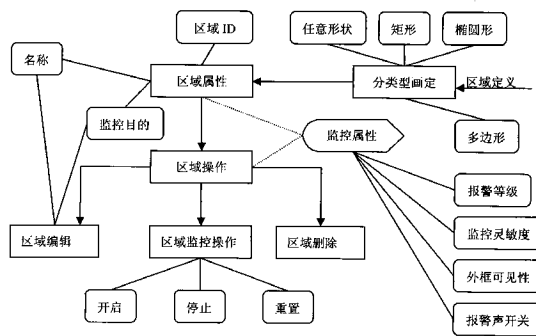 区域 ID
任意形状
矩形
椭圆形
名称
区域属性
分类型画定
区域定义
监控目的
监控属性
多边形
区域操作
报警等级
区域编辑
区域监控操作
区域删除
监控灵敏度
外框可见性
开启
停止
重置
报警声开关